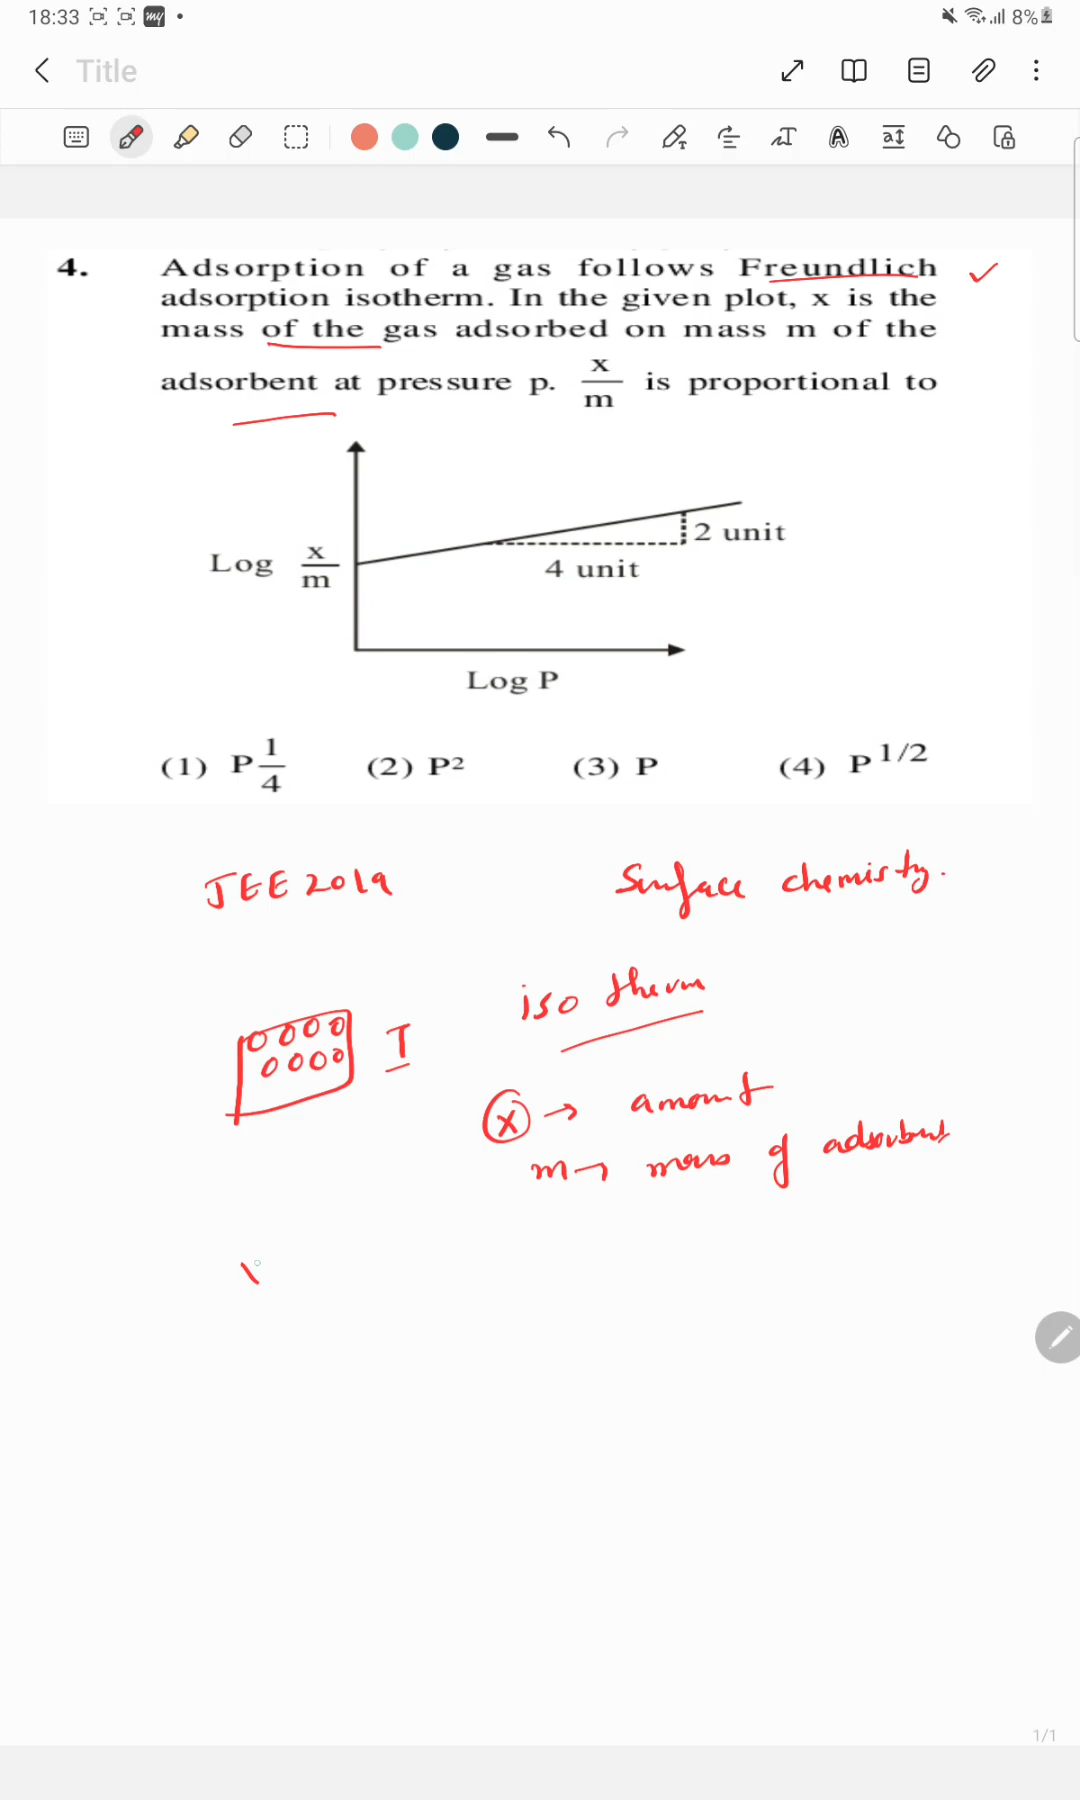 18:33 my 8%
Title
4. Adsorption of a gas follows Freundlich
adsorption isotherm. In the given plot, x is the
mass of the gas adsorbed on mass m of the
adsorbent at pressure p. x/m is proportional to
2 unit
Log x/m
4 unit
Log P
(1) P 1/4 (2) P² (3) P (4) P 1/2
JEE 2019 Surface chemistry.
iso therm
I
x → amount
m → mass of adsorbent
1/1